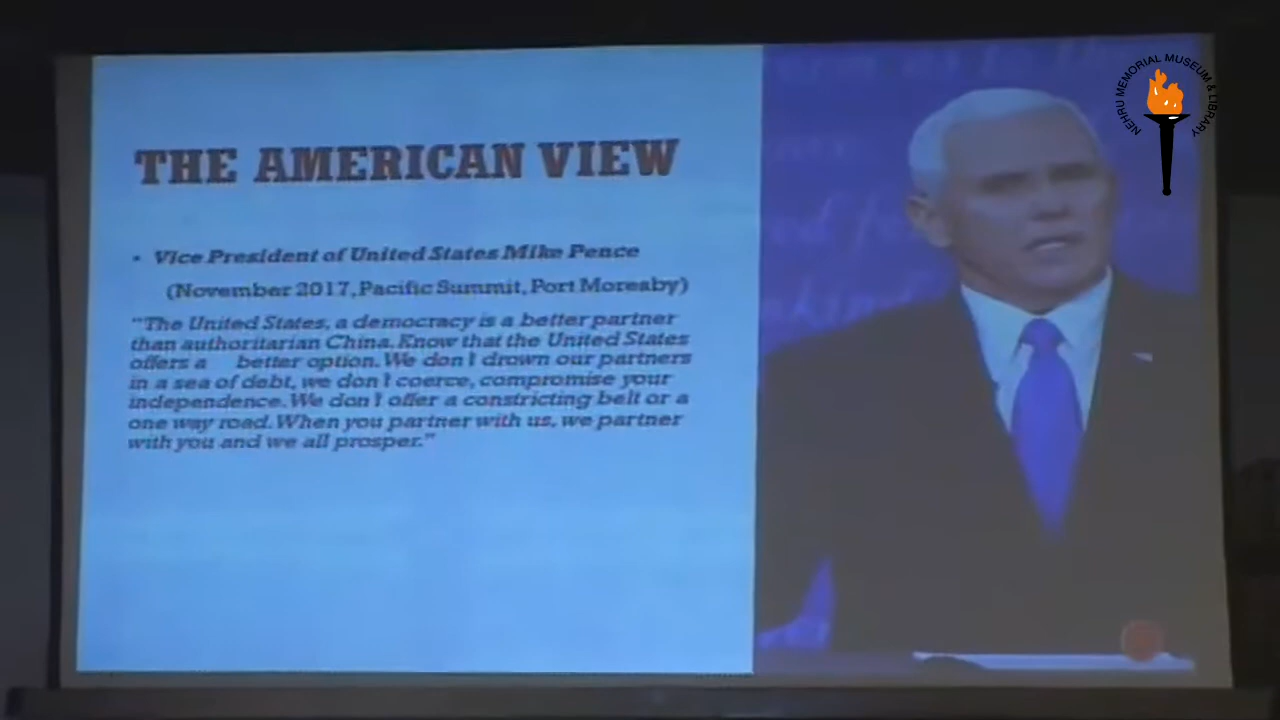 NEHRU MEMORIAL MUSEUM & LIBRARY
THE AMERICAN VIEW
• Vice President of United States Mike Pence
(November 2017, Pacific Summit, Port Moresby)
"The United States, a democracy is a better partner
than authoritarian China. Know that the United States
offers a better option. We don't drown our partners
in a sea of debt, we don't coerce, compromise your
independence. We don't offer a constricting belt or a
one way road. When you partner with us, we partner
with you and we all prosper."